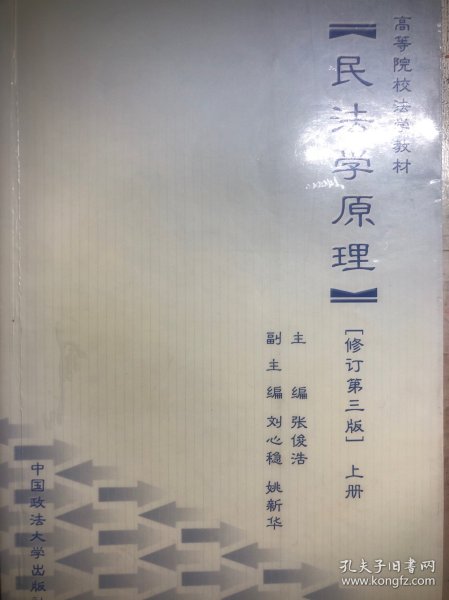 高等院校法学教材
【民法学原理】
[修订第三版] 上册
主编 张俊浩
副主编 刘心稳 姚新华
中国政法大学出版社
孔夫子旧书网
www.kongfz.com